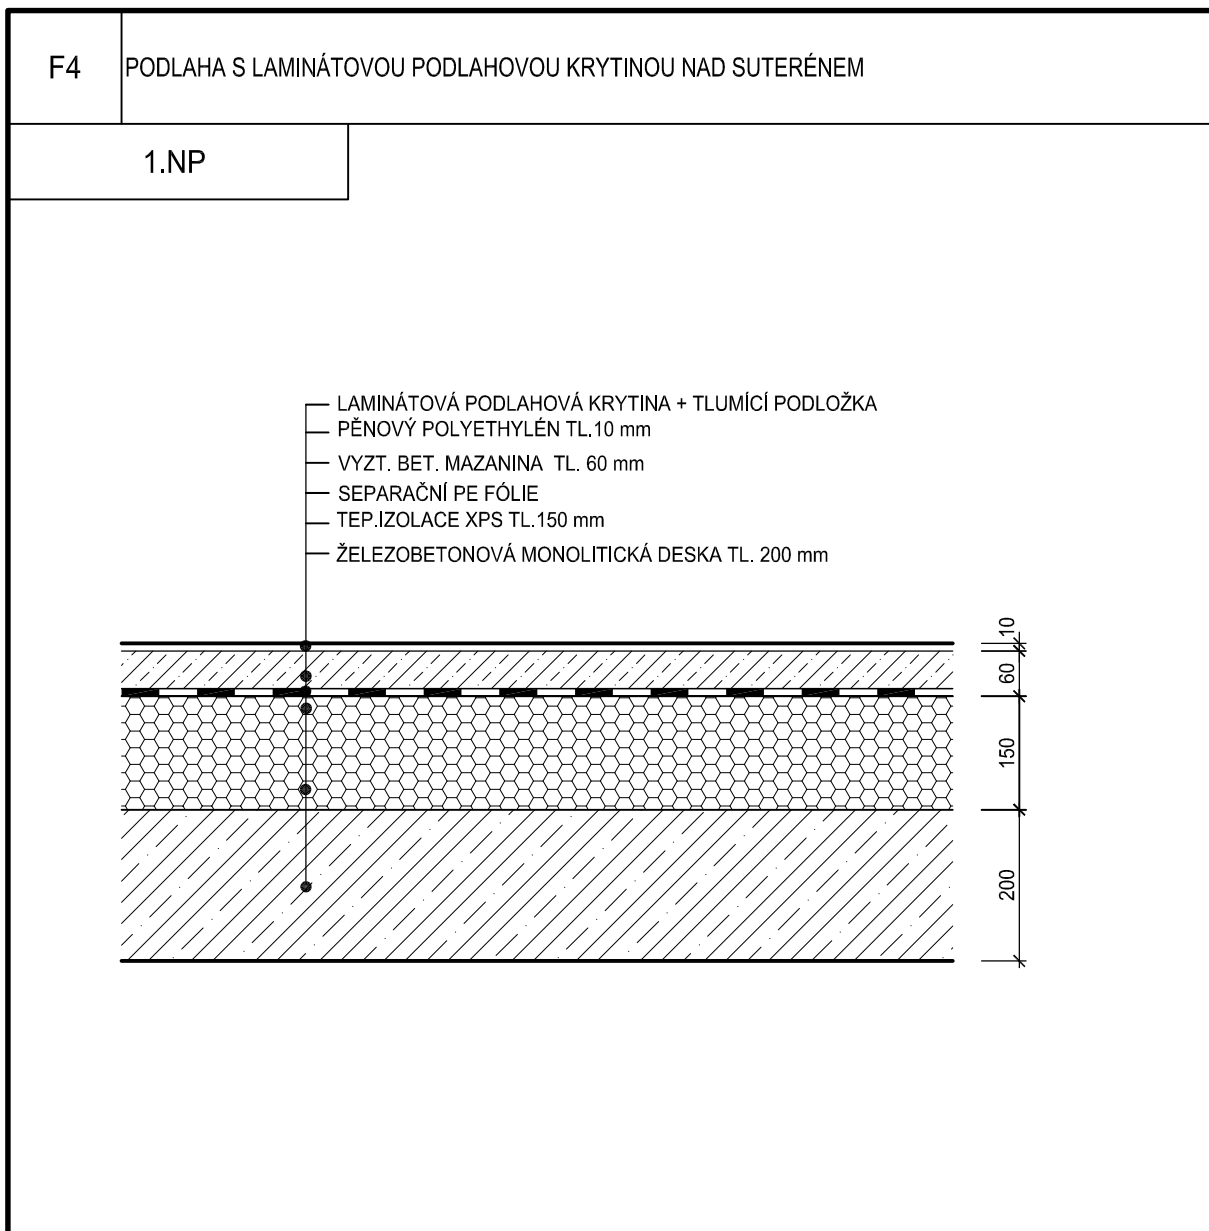 F4
PODLAHA S LAMINÁTOVOU PODLAHOVOU KRYTINOU NAD SUTERÉNEM
1.NP
LAMINÁTOVÁ PODLAHOVÁ KRYTINA + TLUMÍCÍ PODLOŽKA
PĚNOVÝ POLYETHYLÉN TL.10 mm
VYZT. BET. MAZANINA TL. 60 mm
SEPARAČNÍ PE FÓLIE
TEP.IZOLACE XPS TL.150 mm
ŽELEZOBETONOVÁ MONOLITICKÁ DESKA TL. 200 mm
10
60
150
200